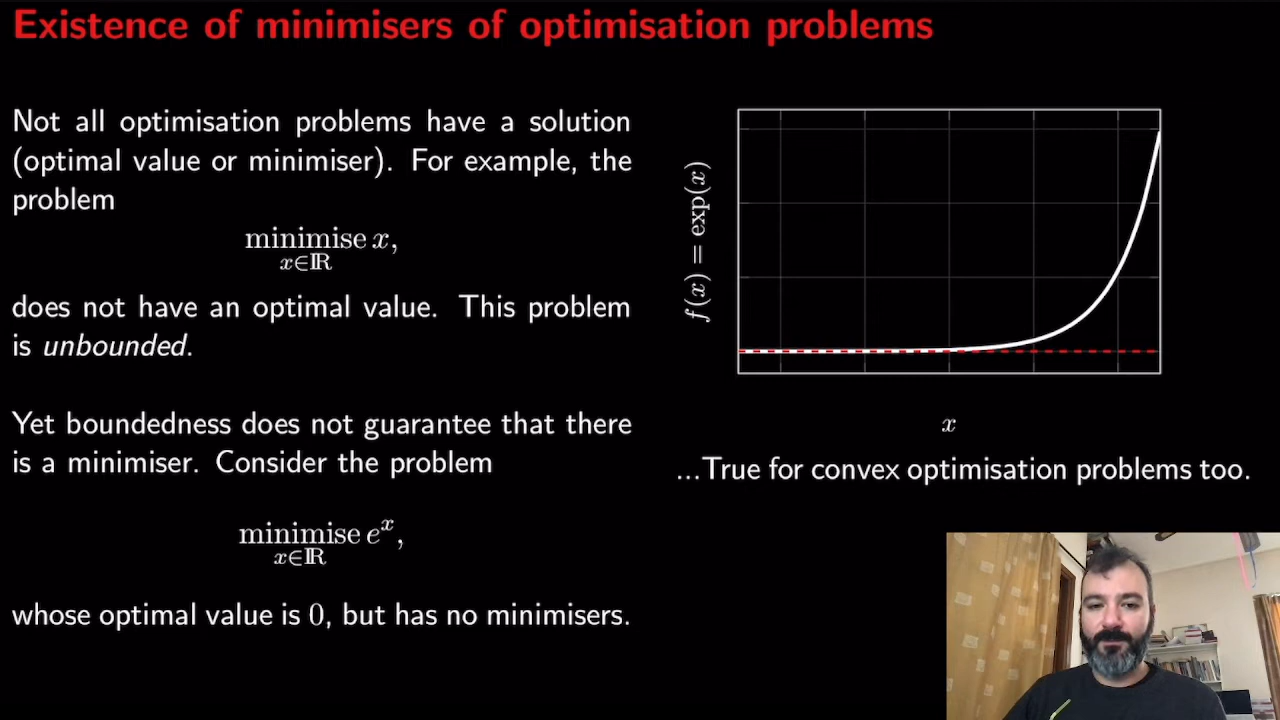 Existence of minimisers of optimisation problems
Not all optimisation problems have a solution
(optimal value or minimiser). For example, the
problem
minimise x,
x∈ℝ
does not have an optimal value. This problem
is unbounded.
Yet boundedness does not guarantee that there
is a minimiser. Consider the problem
minimise eˣ,
x∈ℝ
whose optimal value is 0, but has no minimisers.
f(x) = exp(x)
x
...True for convex optimisation problems too.